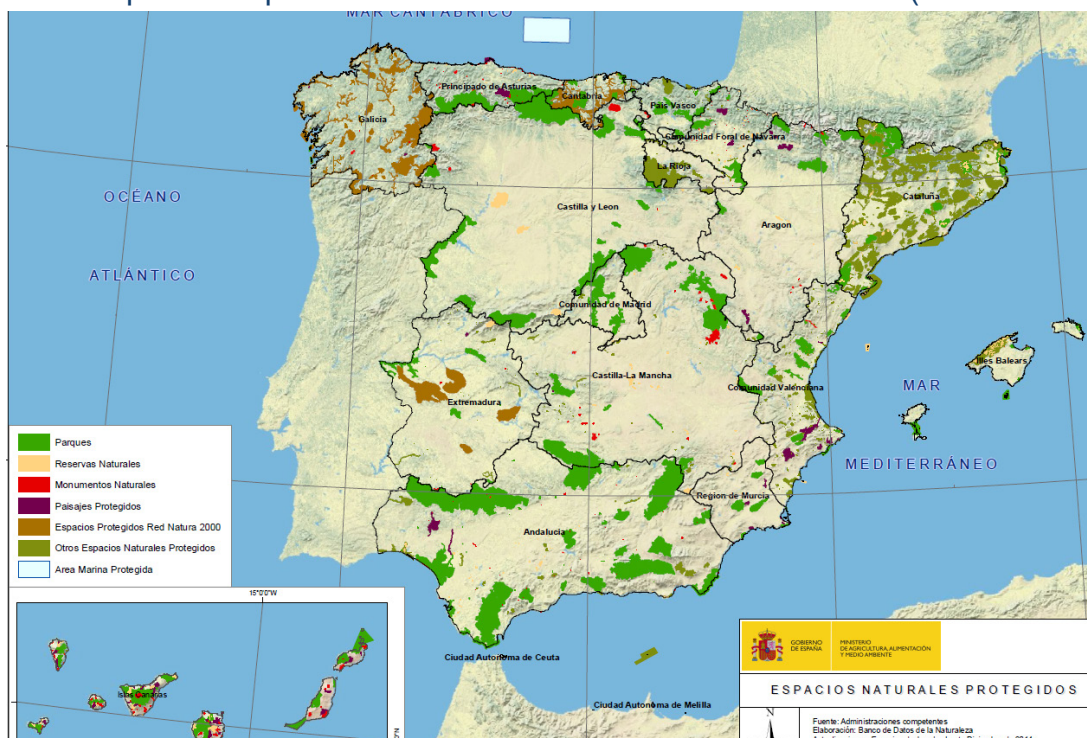 MAR CANTÁBRICO
Principado de Asturias
Cantabria
País Vasco
Galicia
Comunidad Foral de Navarra
La Rioja
Cataluña
OCÉANO
Castilla y Leon
Aragon
ATLÁNTICO
Comunidad de Madrid
Illes Balears
Castilla-La Mancha
Comunidad Valenciana
MAR
Extremadura
MEDITERRÁNEO
Parques
Reservas Naturales
Monumentos Naturales
Paisajes Protegidos
Espacios Protegidos Red Natura 2000
Otros Espacios Naturales Protegidos
Area Marina Protegida
Region de Murcia
Andalucia
15°0'0"W
Ciudad Autónoma de Ceuta
Islas Canarias
Ciudad Autónoma de Melilla
GOBIERNO
DE ESPAÑA
MINISTERIO
DE AGRICULTURA, ALIMENTACIÓN
Y MEDIO AMBIENTE
ESPACIOS NATURALES PROTEGIDOS
N
Fuente: Administraciones competentes
Elaboración: Banco de Datos de la Naturaleza